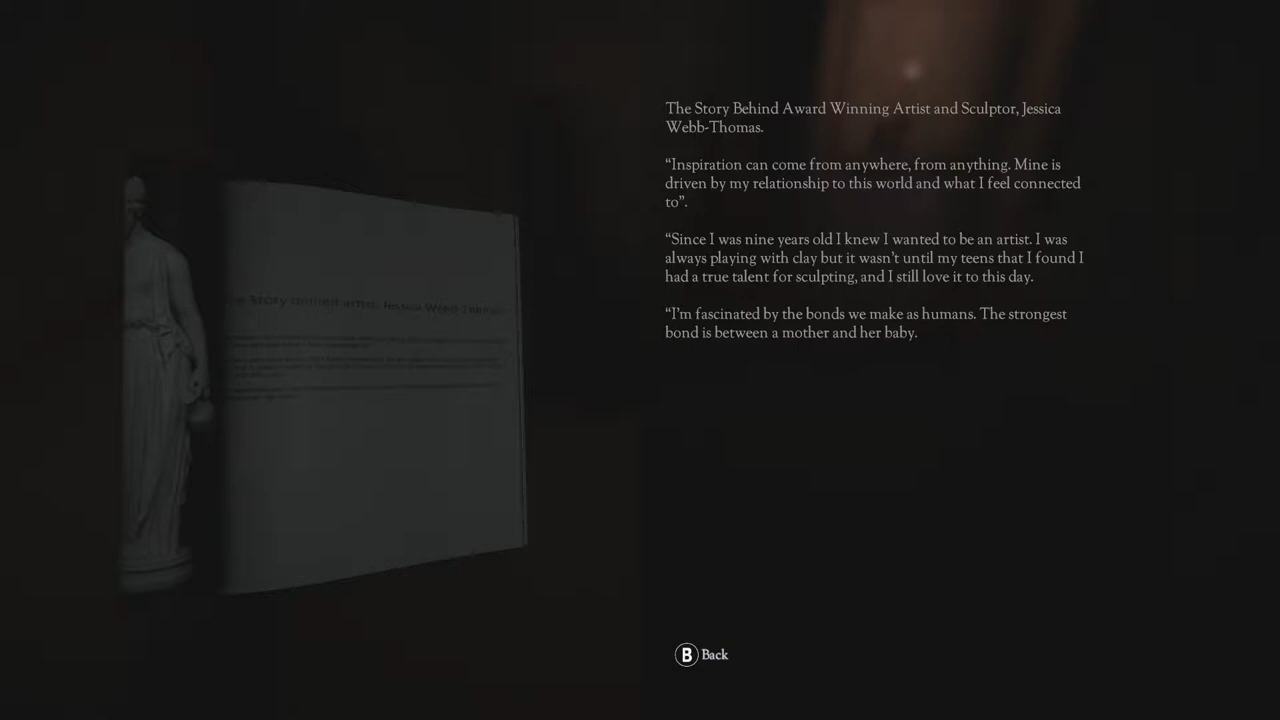 The Story Behind Award Winning Artist and Sculptor, Jessica
Webb-Thomas.
“Inspiration can come from anywhere, from anything. Mine is
driven by my relationship to this world and what I feel connected
to”.
“Since I was nine years old I knew I wanted to be an artist. I was
always playing with clay but it wasn't until my teens that I found I
had a true talent for sculpting, and I still love it to this day.
“I'm fascinated by the bonds we make as humans. The strongest
bond is between a mother and her baby.
B Back